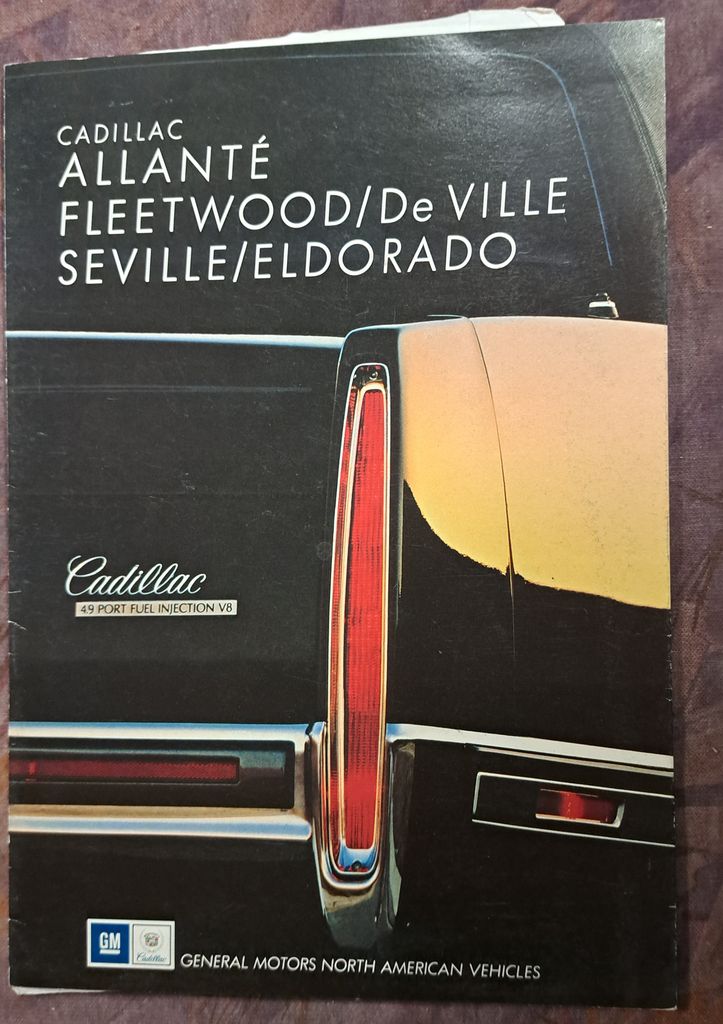 CADILLAC
ALLANTÉ
FLEETWOOD/De VILLE
SEVILLE/ELDORADO
Cadillac
4.9 PORT FUEL INJECTION V8
GM
Cadillac
GENERAL MOTORS NORTH AMERICAN VEHICLES